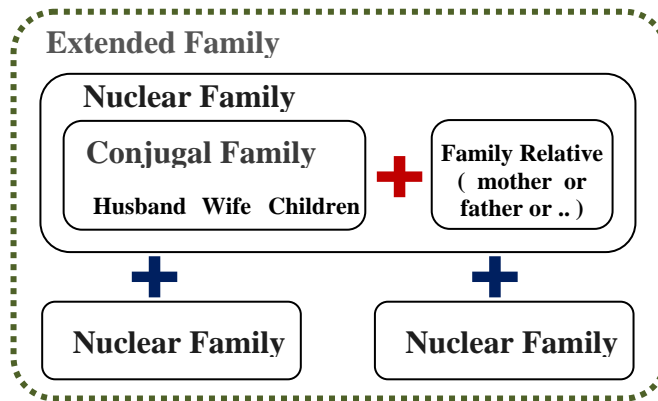 Extended Family
Nuclear Family
Conjugal Family
Husband Wife Children
Family Relative
( mother or
father or .. )
Nuclear Family
Nuclear Family